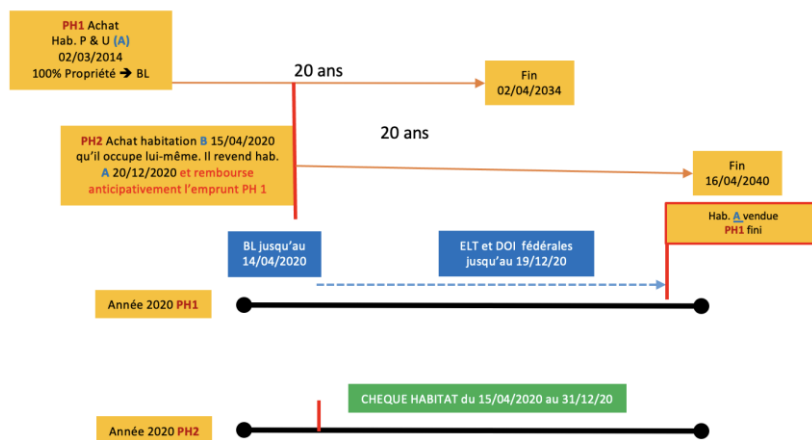 PH1 Achat
Hab. P & U (A)
02/03/2014
100% Propriété ➔ BL
20 ans
Fin
02/04/2034
20 ans
PH2 Achat habitation B 15/04/2020
qu'il occupe lui-même. Il revend hab.
A 20/12/2020 et rembourse
anticipativement l'emprunt PH 1
Fin
16/04/2040
Hab. A vendue
PH1 fini
BL jusqu'au
14/04/2020
ELT et DOI fédérales
jusqu'au 19/12/20
Année 2020 PH1
CHEQUE HABITAT du 15/04/2020 au 31/12/20
Année 2020 PH2